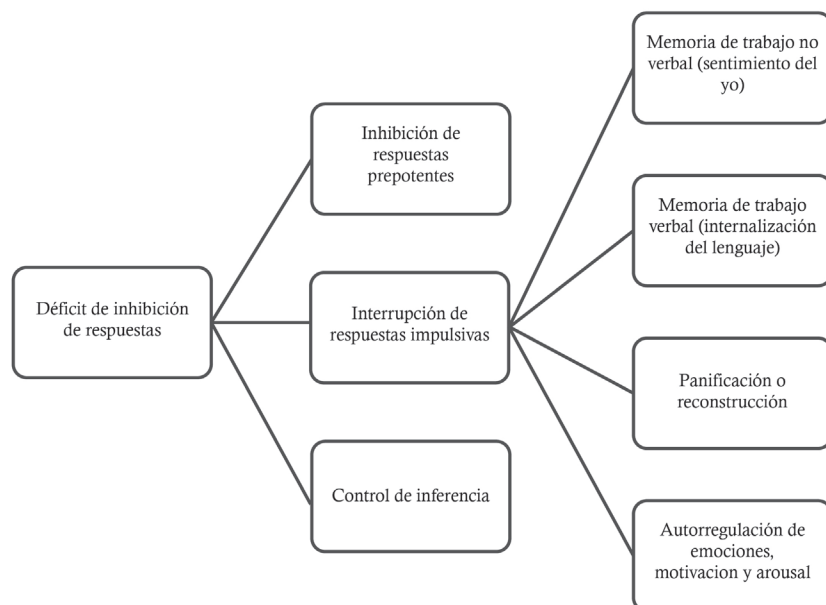 Déficit de inhibición
de respuestas
Inhibición de
respuestas
prepotentes
Interrupción de
respuestas impulsivas
Control de inferencia
Memoria de trabajo no
verbal (sentimiento del
yo)
Memoria de trabajo
verbal (internalización
del lenguaje)
Panificación o
reconstrucción
Autorregulación de
emociones,
motivacion y arousal